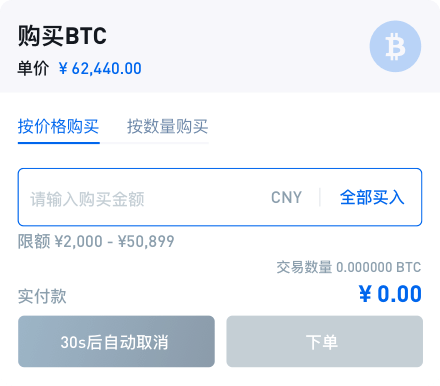 购买BTC
单价 ¥ 62,440.00
按价格购买 按数量购买
请输入购买金额 CNY 全部买入
限额 ¥2,000 - ¥50,899
交易数量 0.000000 BTC
实付款 ¥ 0.00
30s后自动取消 下单